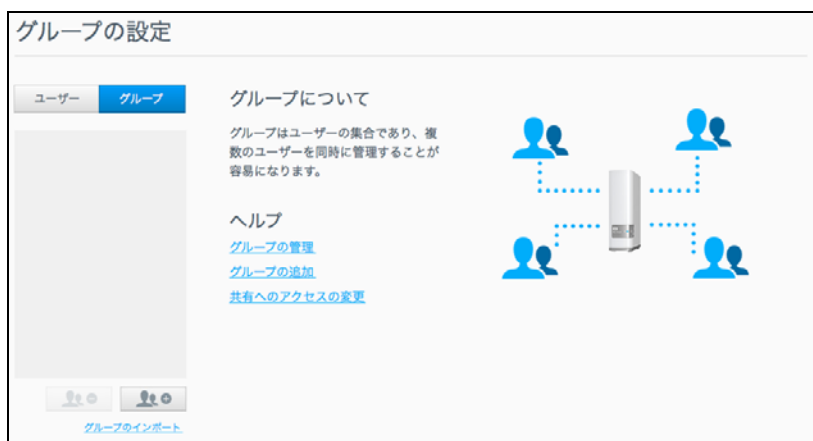 グループの設定
ユーザー
グループ
グループについて
グループはユーザーの集合であり、複
数のユーザーを同時に管理することが
容易になります。
ヘルプ
グループの管理
グループの追加
共有へのアクセスの変更
グループのインポート